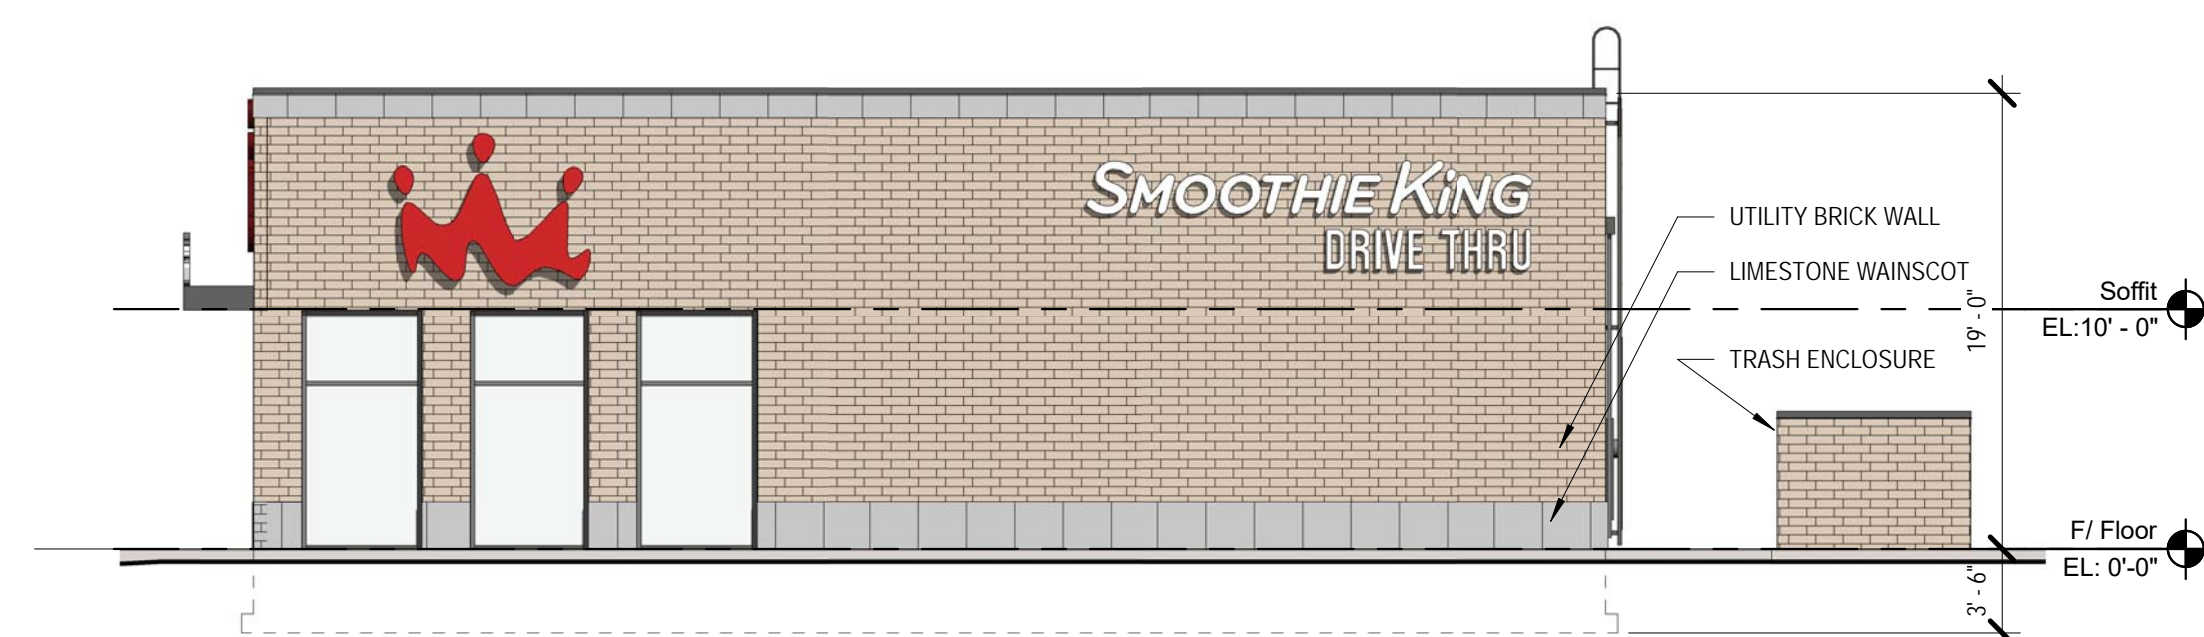 SMOOTHIE KiNG
DRIVE THRU
UTILITY BRICK WALL
LIMESTONE WAINSCOT
TRASH ENCLOSURE
19' - 0"
Soffit
EL:10' - 0"
F/ Floor
EL: 0'-0"
3' - 6"